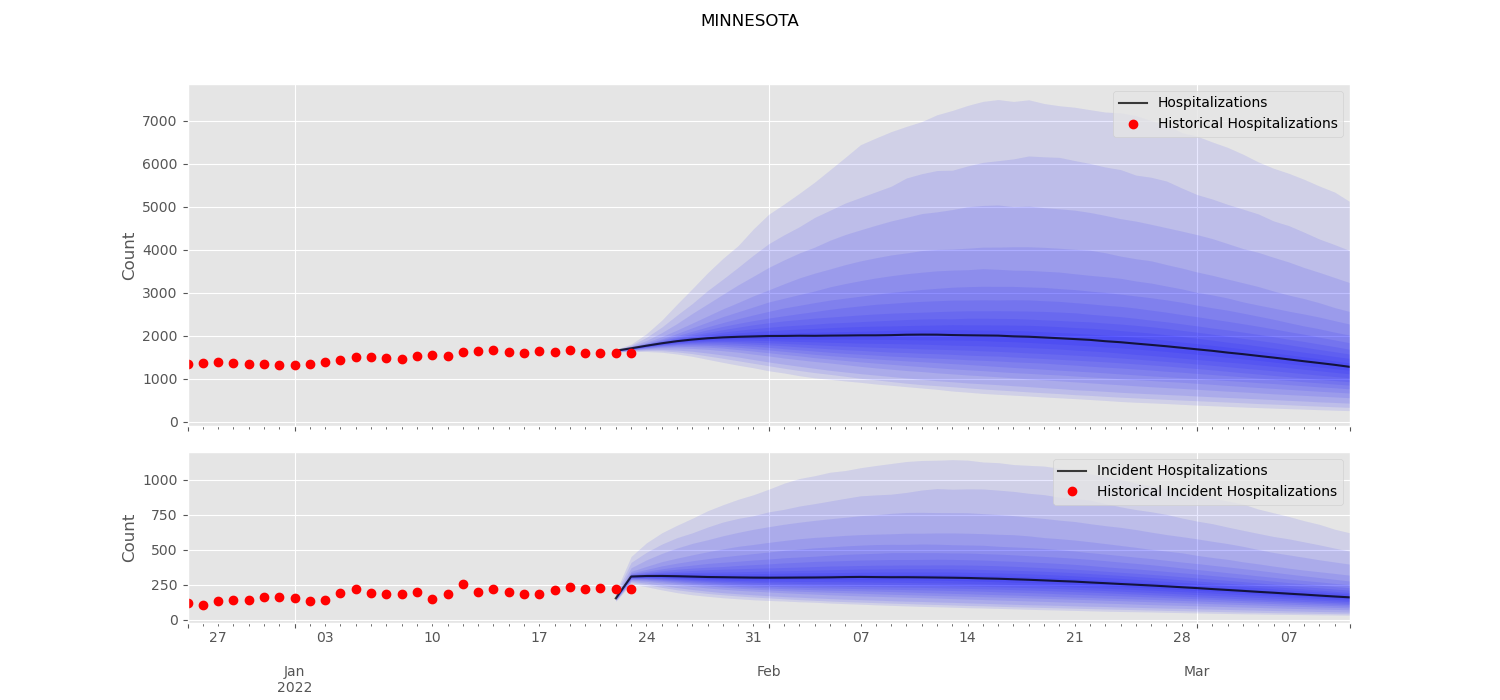 MINNESOTA
Hospitalizations
Historical Hospitalizations
7000
6000
5000
4000
3000
2000
1000
0
Count
Incident Hospitalizations
Historical Incident Hospitalizations
1000
750
500
250
0
Count
27 03 10 17 24 31 07 14 21 28 07
Jan Feb Mar
2022